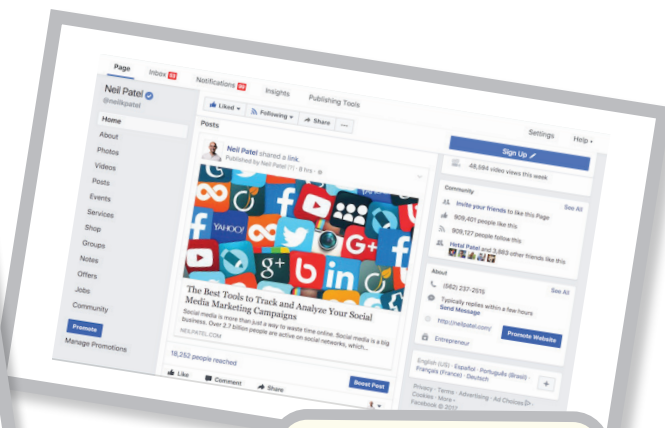 Page
Inbox
Notifications
Insights
Publishing Tools
Settings
Help
Neil Patel
@neilkpatel
Home
About
Photos
Videos
Posts
Events
Services
Shop
Groups
Notes
Offers
Jobs
Community
Promote
Manage Promotions
Liked
Following
Share
Posts
Neil Patel shared a link.
Published by Neil Patel [?] · 8 hrs ·
f
YAHOO!
G+
f
g+
b
in
f
The Best Tools to Track and Analyze Your Social
Media Marketing Campaigns
Social media is more than just a way to waste time online. Social media is a big
business. Over 2.7 billion people are active on social networks, which...
NEILPATEL.COM
18,252 people reached
Boost Post
Like
Comment
Share
Sign Up
48,594 video views this week
Community
See All
Invite your friends to like this Page
909,401 people like this
909,127 people follow this
Hetal Patel and 3,883 other friends like this
About
See All
(562) 237-2515
Typically replies within a few hours
Send Message
http://neilpatel.com/
Promote Website
Entrepreneur
English (US) · Español · Português (Brasil) ·
Français (France) · Deutsch
Privacy · Terms · Advertising · Ad Choices ·
Cookies · More
Facebook © 2017